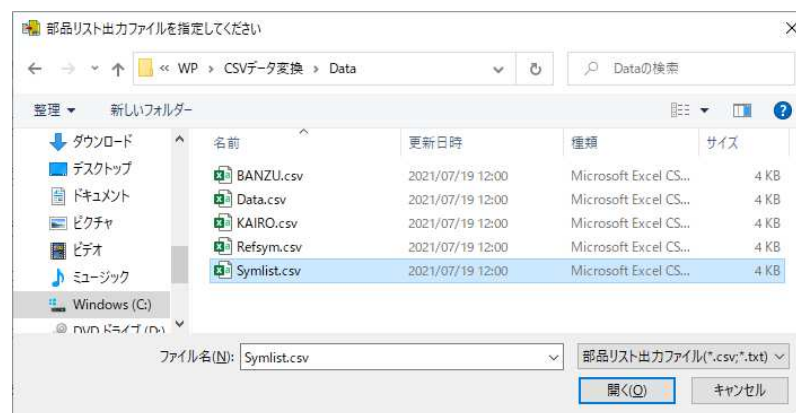 部品リスト出力ファイルを指定してください
« WP › CSVデータ変換 › Data
Dataの検索
整理 新しいフォルダー
ダウンロード
デスクトップ
ドキュメント
ピクチャ
ビデオ
ミュージック
Windows (C:)
DVD ドライブ (D:)
名前 更新日時 種類 サイズ
BANZU.csv 2021/07/19 12:00 Microsoft Excel CS... 4 KB
Data.csv 2021/07/19 12:00 Microsoft Excel CS... 4 KB
KAIRO.csv 2021/07/19 12:00 Microsoft Excel CS... 4 KB
Refsym.csv 2021/07/19 12:00 Microsoft Excel CS... 4 KB
Symlist.csv 2021/07/19 12:00 Microsoft Excel CS... 4 KB
ファイル名(N): Symlist.csv 部品リスト出力ファイル(*.csv;*.txt)
開く(O) キャンセル